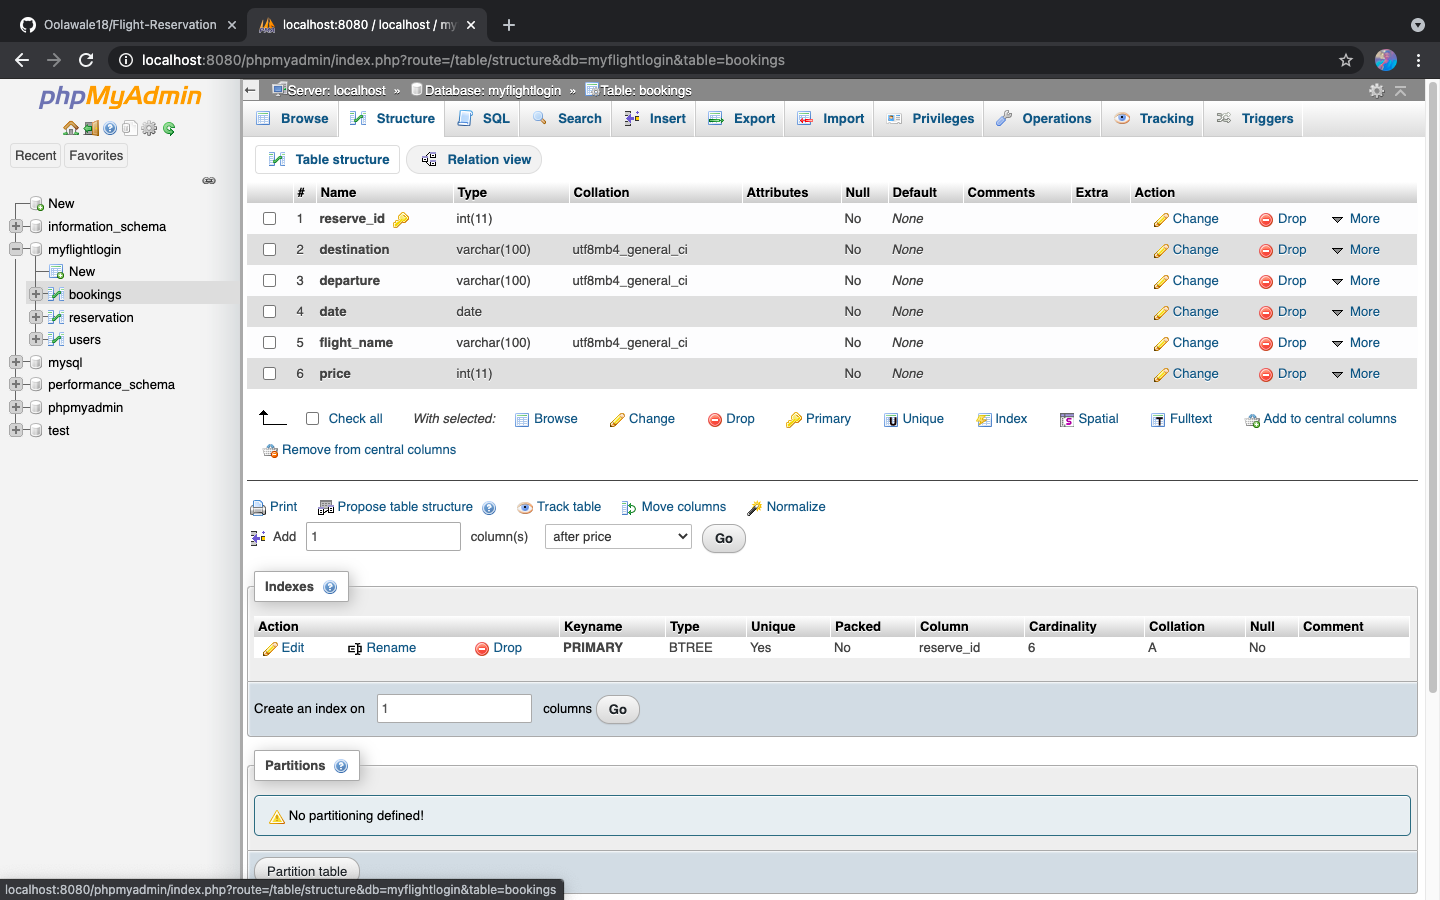 Oolawale18/Flight-Reservation
localhost:8080 / localhost / my
localhost:8080/phpmyadmin/index.php?route=/table/structure&db=myflightlogin&table=bookings
phpMyAdmin
Recent Favorites
New
information_schema
myflightlogin
New
bookings
reservation
users
mysql
performance_schema
phpmyadmin
test
Server: localhost » Database: myflightlogin » Table: bookings
Browse Structure SQL Search Insert Export Import Privileges Operations Tracking Triggers
Table structure Relation view
# Name Type Collation Attributes Null Default Comments Extra Action
1 reserve_id int(11) No None Change Drop More
2 destination varchar(100) utf8mb4_general_ci No None Change Drop More
3 departure varchar(100) utf8mb4_general_ci No None Change Drop More
4 date date No None Change Drop More
5 flight_name varchar(100) utf8mb4_general_ci No None Change Drop More
6 price int(11) No None Change Drop More
Check all With selected: Browse Change Drop Primary Unique Index Spatial Fulltext Add to central columns
Remove from central columns
Print Propose table structure Track table Move columns Normalize
Add 1 column(s) after price Go
Indexes
Action Keyname Type Unique Packed Column Cardinality Collation Null Comment
Edit Rename Drop PRIMARY BTREE Yes No reserve_id 6 A No
Create an index on 1 columns Go
Partitions
No partitioning defined!
Partition table
localhost:8080/phpmyadmin/index.php?route=/table/structure&db=myflightlogin&table=bookings